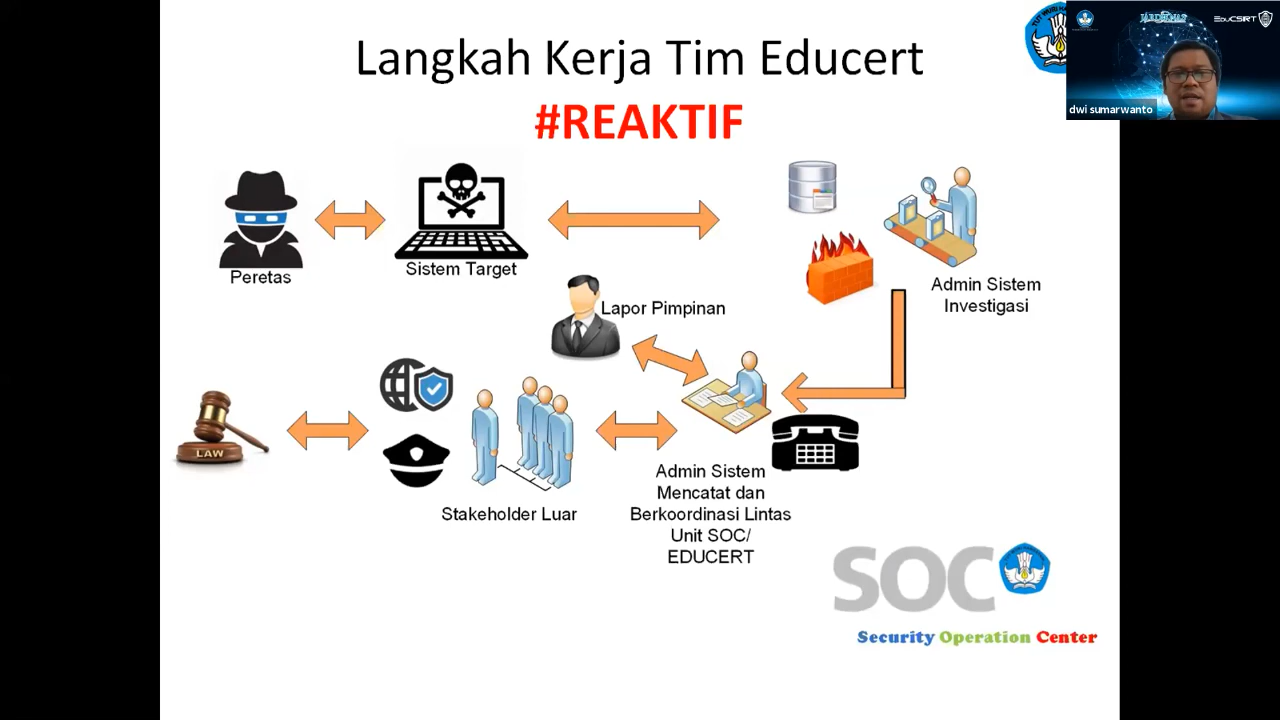 Langkah Kerja Tim Educert
#REAKTIF
EDUCSIRT
dwi sumarwanto
Peretas
Sistem Target
Admin Sistem
Investigasi
Lapor Pimpinan
LAW
Stakeholder Luar
Admin Sistem
Mencatat dan
Berkoordinasi Lintas
Unit SOC/
EDUCERT
SOC
Security Operation Center